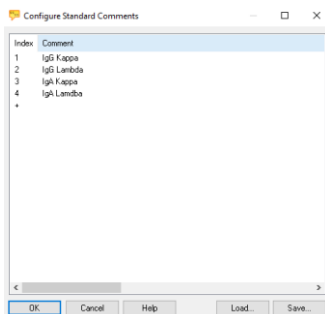 Configure Standard Comments
Index Comment
1 IgG Kappa
2 IgG Lambda
3 IgA Kappa
4 IgA Lamdba
+
OK Cancel Help Load... Save...